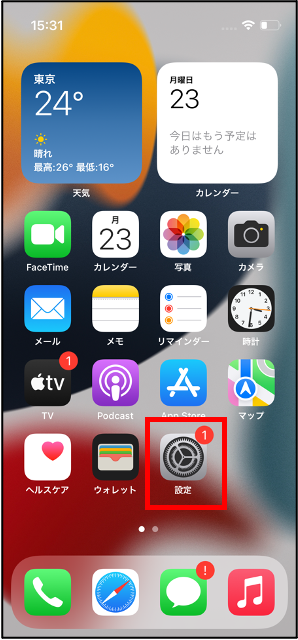 15:31
東京
24°
晴れ
最高:26° 最低:16°
天気
月曜日
23
今日はもう予定は
ありません
カレンダー
FaceTime
月
23
カレンダー
写真
カメラ
メール
メモ
リマインダー
時計
tv
1
TV
Podcast
App Store
マップ
ヘルスケア
ウォレット
1
設定
!